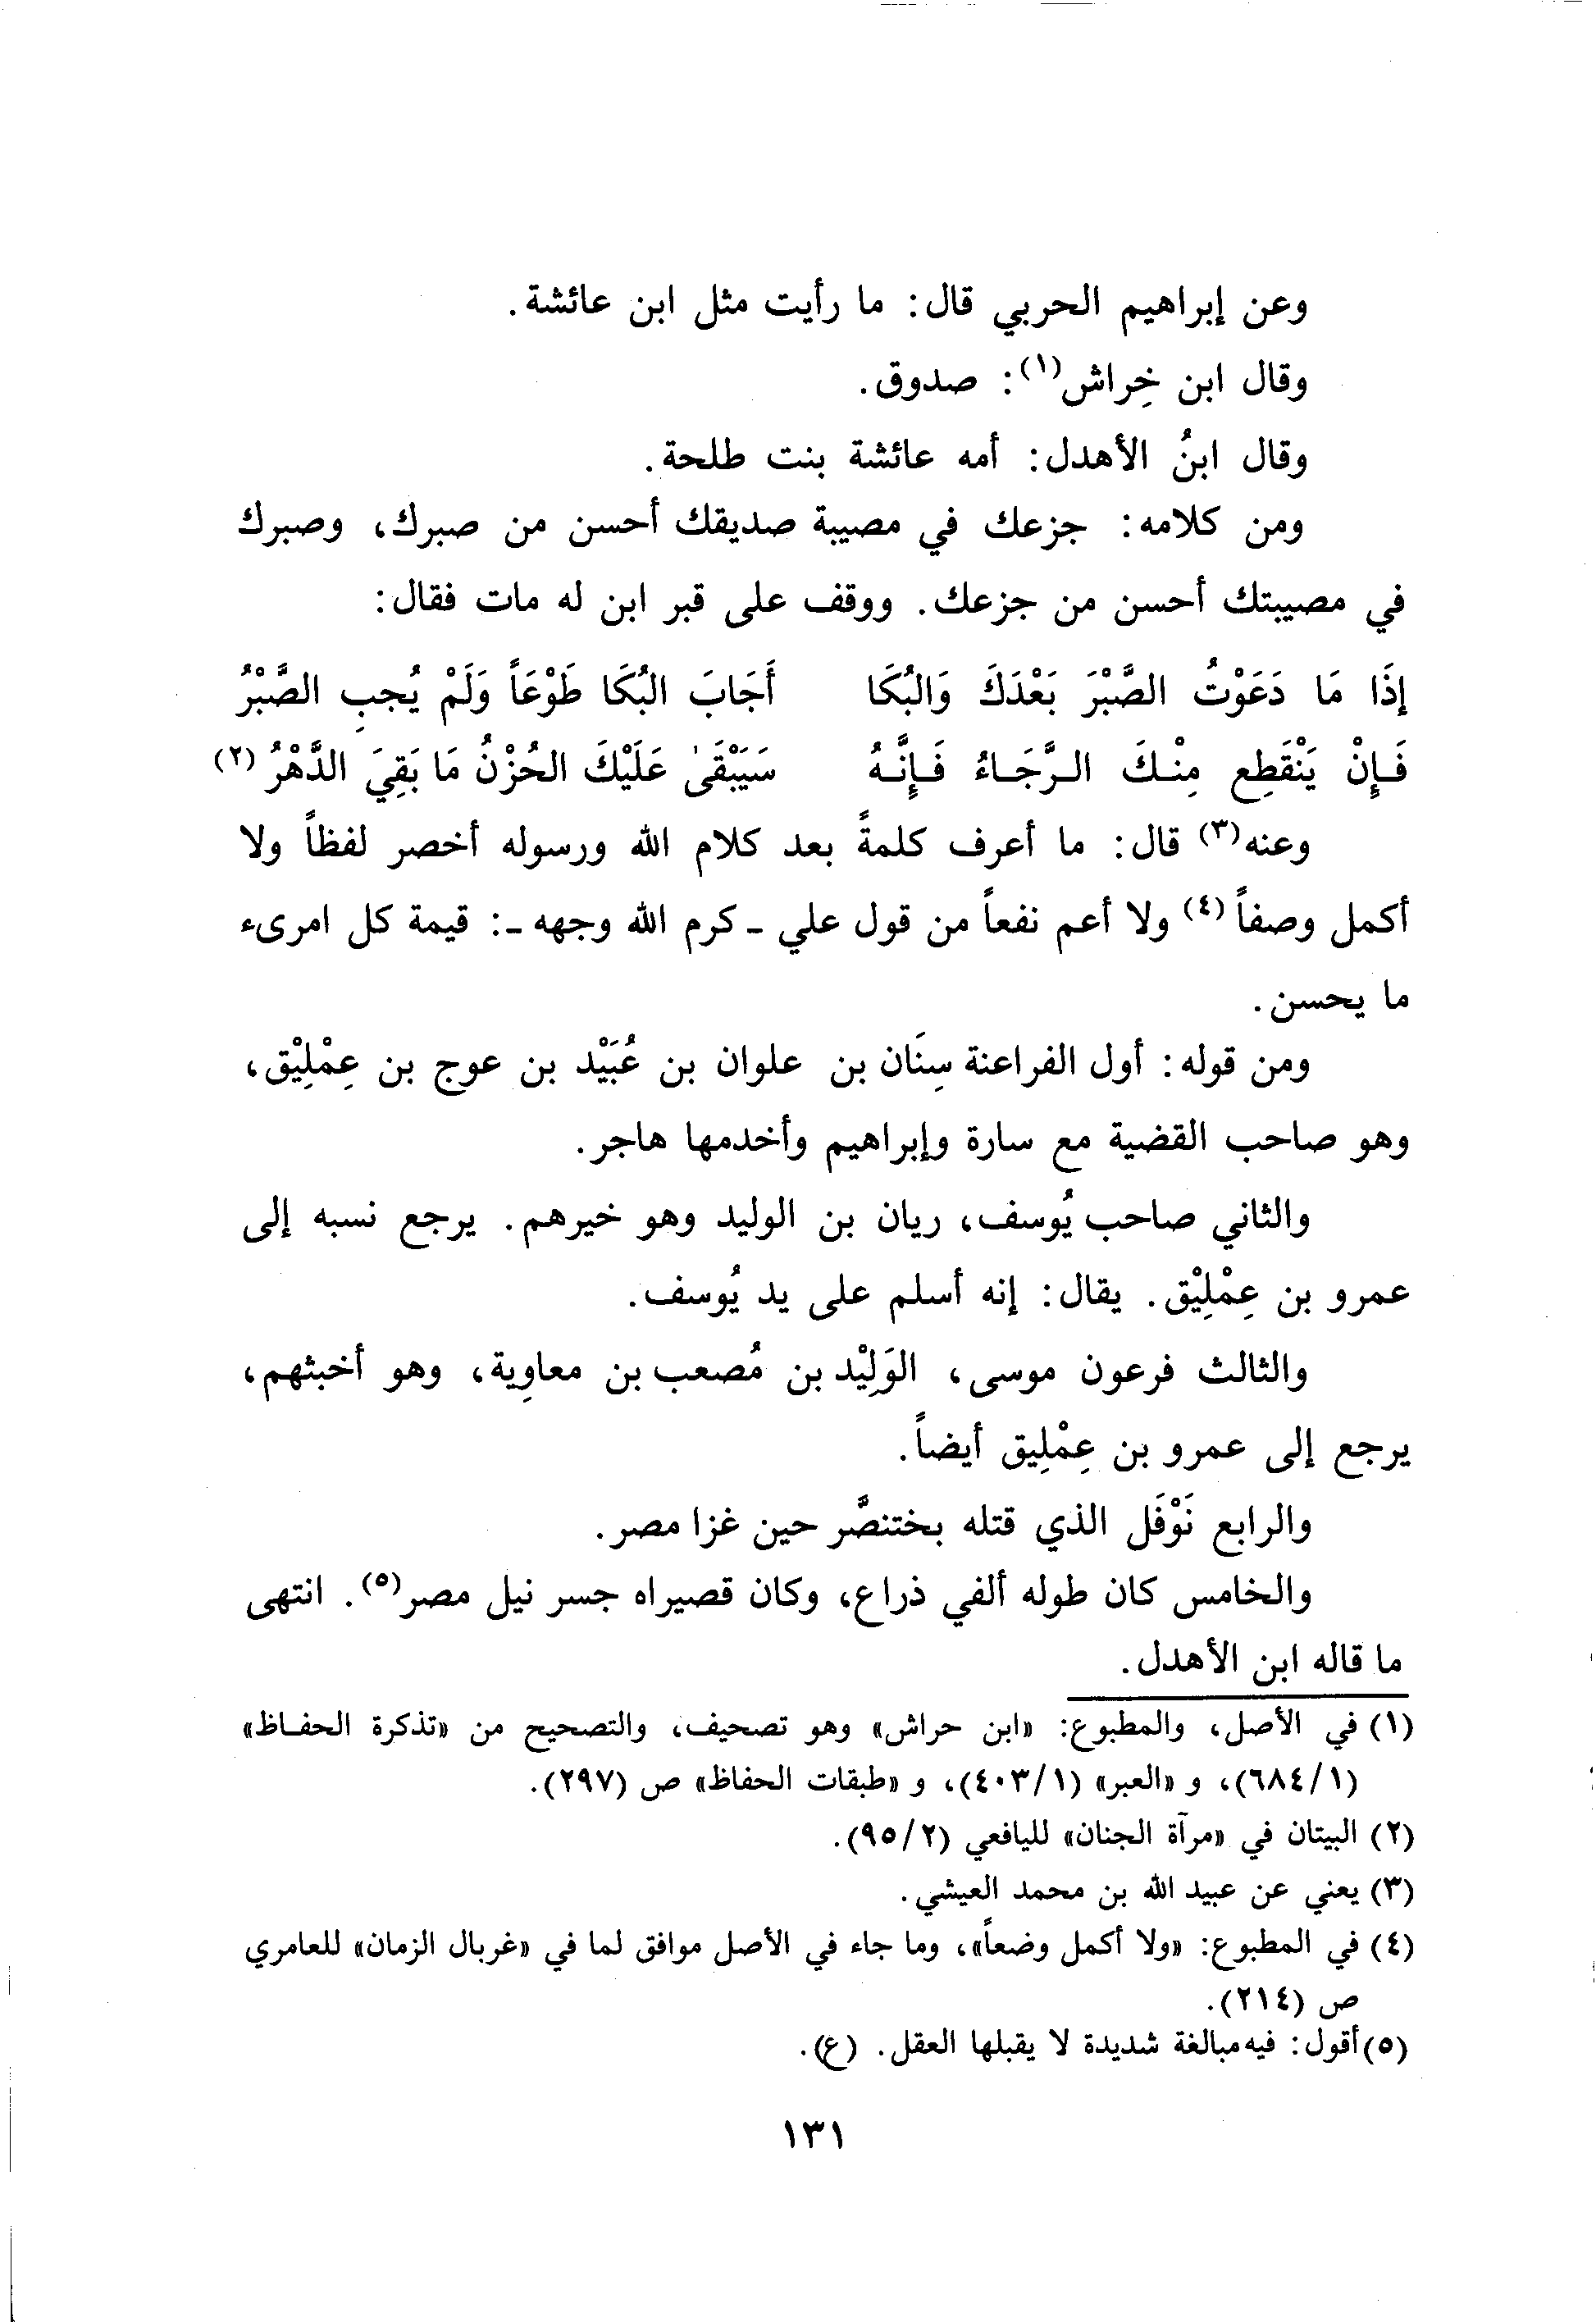 وعن إبراهيم الحربي قال: ما رأيت مثل ابن عائشة.
وقال ابن خِراش(١): صدوق.
وقال ابنُ الأهدل: أمه عائشة بنت طلحة.
ومن كلامه: جزعك في مصيبة صديقك أحسن من صبرك، وصبرك
في مصيبتك أحسن من جزعك. ووقف على قبر ابن له مات فقال:
إذَا مَا دَعَوْتُ الصَّبْرَ بَعْدَكَ وَالبُكَا أَجَابَ البُكَا طَوْعَاً وَلَمْ يُجبِ الصَّبْرُ
فَإِنْ يَنْقَطِع مِنْكَ الرَّجَاءُ فَإِنَّهُ سَيَبْقَىٰ عَلَيْكَ الحُزْنُ مَا بَقِيَ الدَّهْرُ(٢)
وعنه(٣) قال: ما أعرف كلمةً بعد كلام الله ورسوله أخصر لفظاً ولا
أكمل وصفاً(٤) ولا أعم نفعاً من قول علي - كرم الله وجهه -: قيمة كل امرىء
ما يحسن.
ومن قوله: أول الفراعنة سِنَان بن علوان بن عُبَيْد بن عوج بن عِمْلِيْق،
وهو صاحب القضية مع سارة وإبراهيم وأخدمها هاجر.
والثاني صاحب يُوسف، ريان بن الوليد وهو خيرهم. يرجع نسبه إلى
عمرو بن عِمْلِيْق. يقال: إنه أسلم على يد يُوسف.
والثالث فرعون موسى، الوَلِيْد بن مُصعب بن معاوية، وهو أخبثهم،
يرجع إلى عمرو بن عِمْلِيق أيضاً.
والرابع نَوْفَل الذي قتله بختنصَّر حين غزا مصر.
والخامس كان طوله ألفي ذراع، وكان قصيراه جسر نيل مصر(٥). انتهى
ما قاله ابن الأهدل.
(١) في الأصل، والمطبوع: «ابن حراش» وهو تصحيف، والتصحيح من «تذكرة الحفاظ»
(٦٨٤/١)، و «العبر» (٤٠٣/١)، و «طبقات الحفاظ» ص (٢٩٧).
(٢) البيتان في «مرآة الجنان» لليافعي (٩٥/٢).
(٣) يعني عن عبيد الله بن محمد العيشي.
(٤) في المطبوع: «ولا أكمل وضعاً»، وما جاء في الأصل موافق لما في «غربال الزمان» للعامري
ص (٢١٤).
(٥) أقول: فيه مبالغة شديدة لا يقبلها العقل. (ع).
١٣١